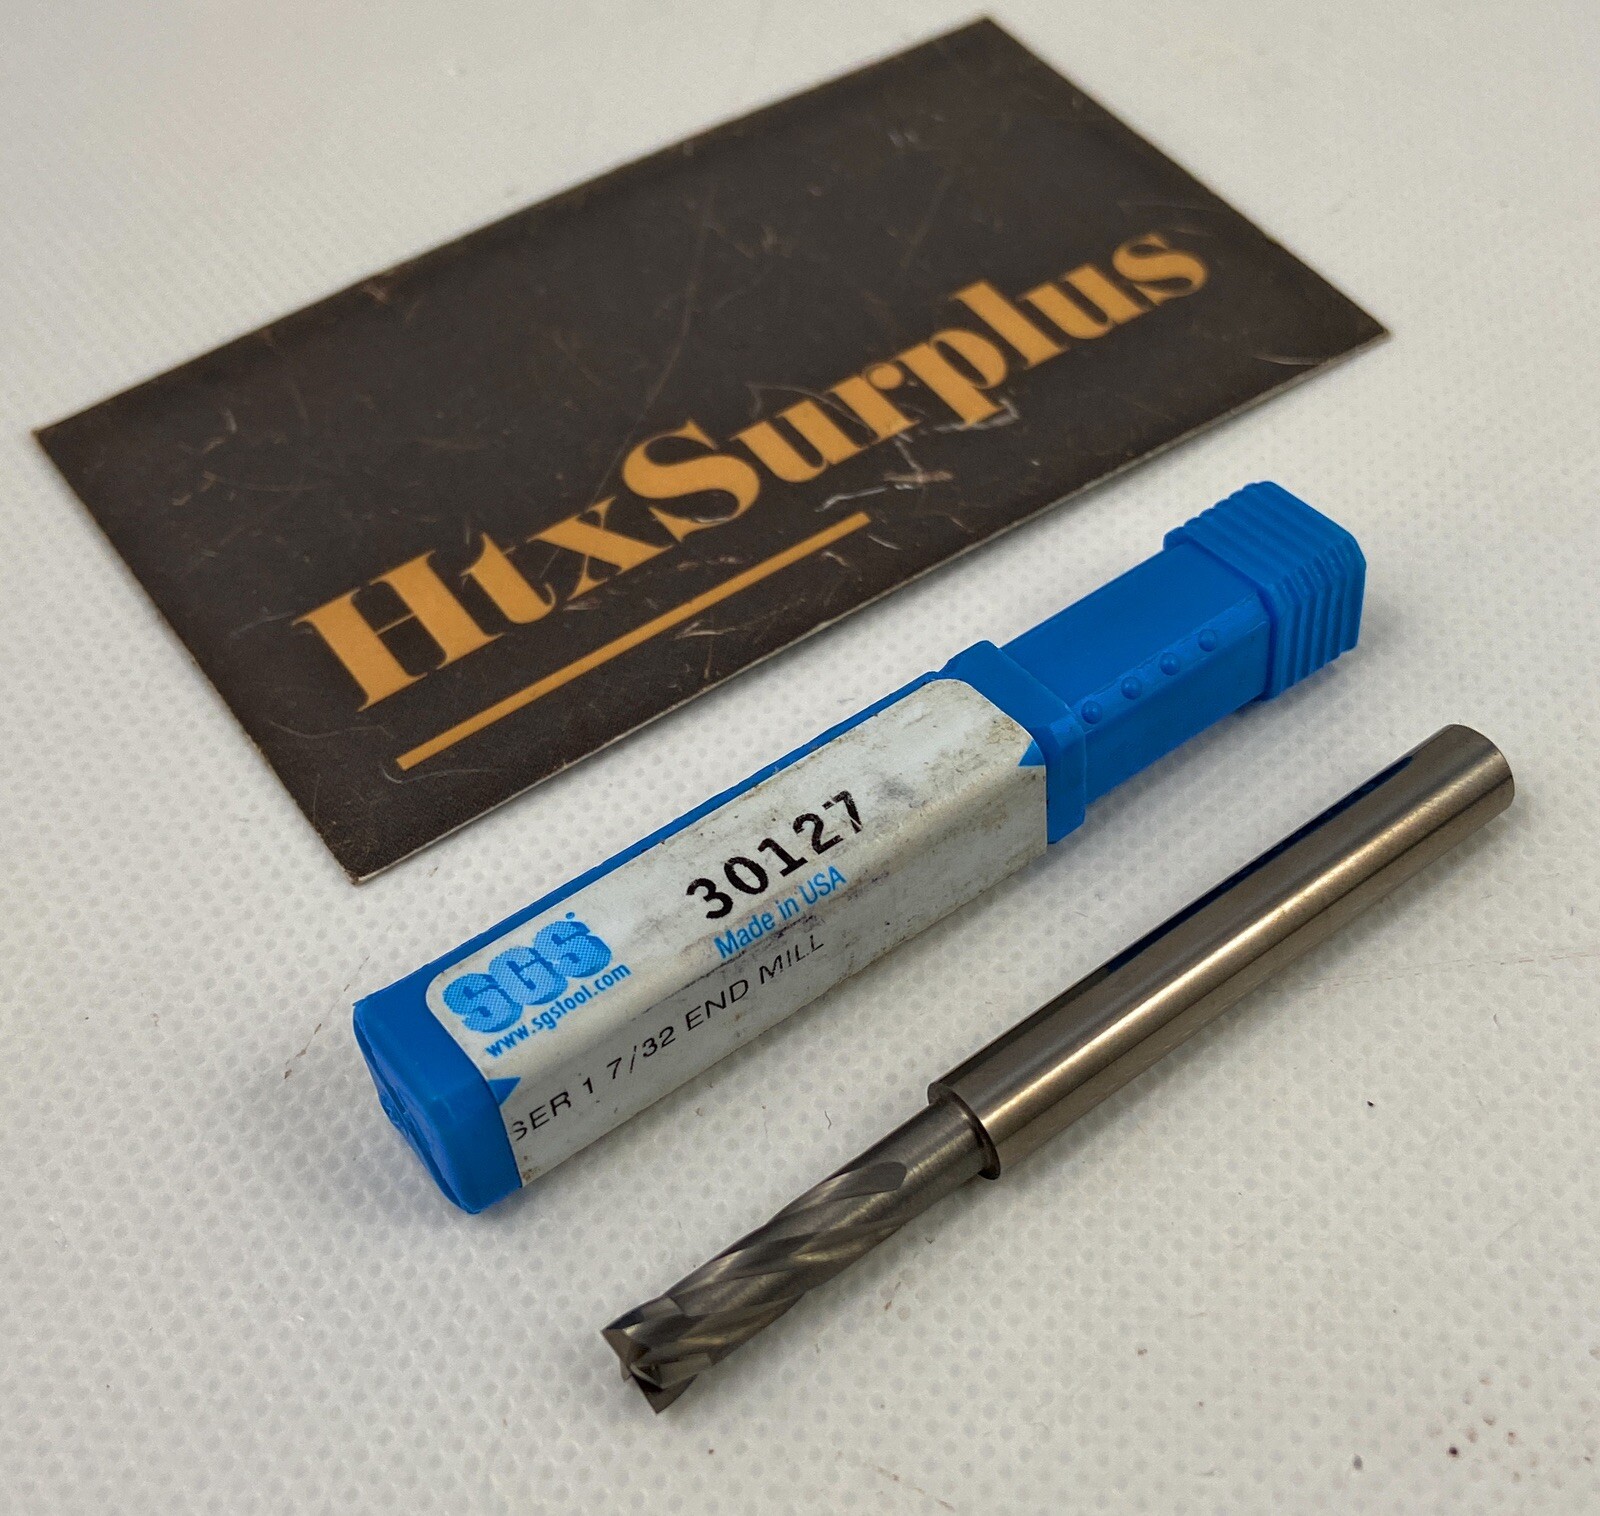 HtxSurplus
30127
Made in USA
SGS
www.sgstool.com
SER 1 7/32 END MILL